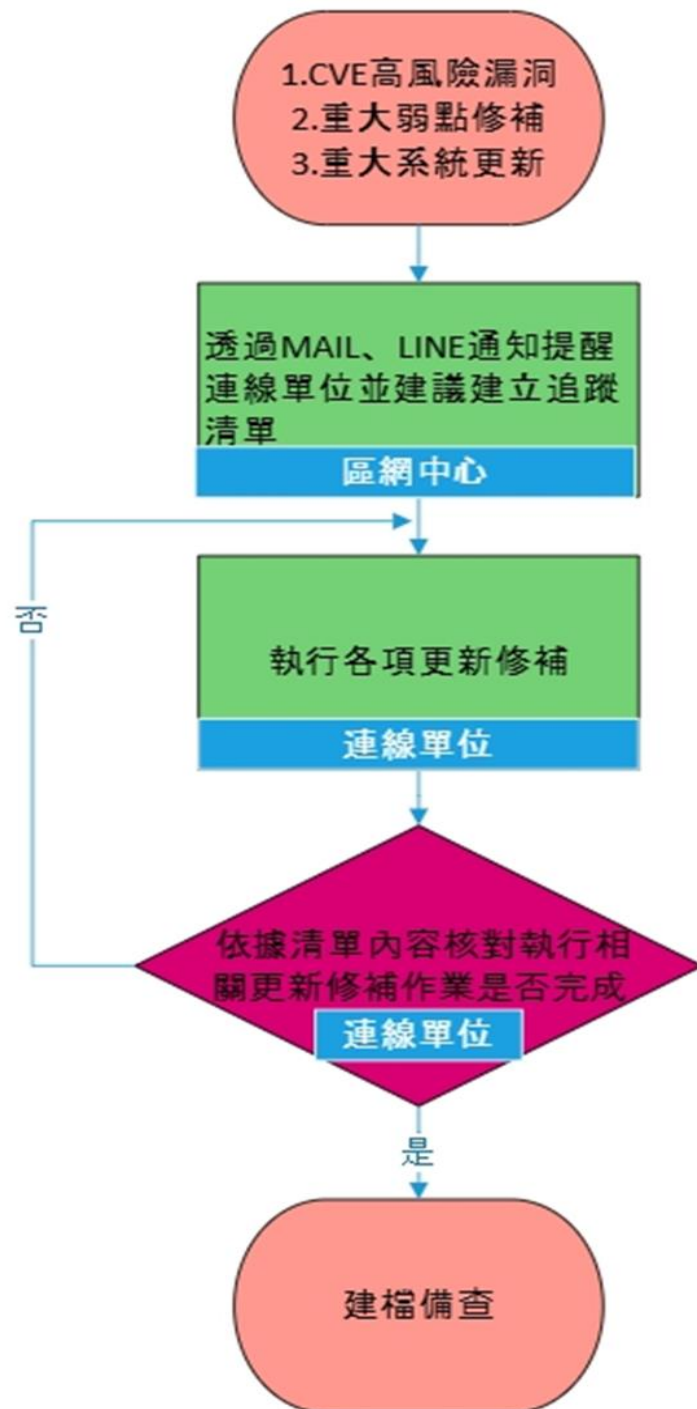 1.CVE高風險漏洞
2.重大弱點修補
3.重大系統更新
透過MAIL、LINE通知提醒
連線單位並建議建立追蹤
清單
區網中心
否
執行各項更新修補
連線單位
依據清單內容核對執行相
關更新修補作業是否完成
連線單位
是
建檔備查